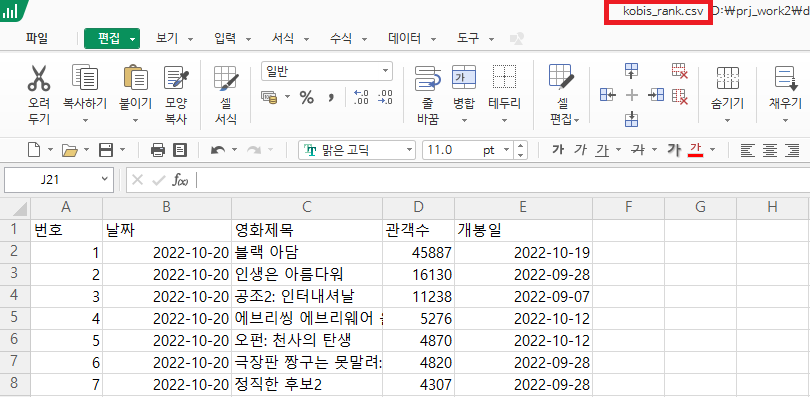 kobis_rank.csv D:₩prj_work2₩d
파일 편집 보기 입력 서식 수식 데이터 도구
오려 두기 복사하기 붙이기 모양 복사 셀 서식 일반 % , ←.00 .00 줄 바꿈 병합 테두리 셀 편집 숨기기 채우기
맑은 고딕 11.0 pt 가 가 가 가 가 가
J21 fx
A B C D E F G H
1 번호 날짜 영화제목 관객수 개봉일
2 1 2022-10-20 블랙 아담 45887 2022-10-19
3 2 2022-10-20 인생은 아름다워 16130 2022-09-28
4 3 2022-10-20 공조2: 인터내셔날 11238 2022-09-07
5 4 2022-10-20 에브리씽 에브리웨어 5276 2022-10-12
6 5 2022-10-20 오펀: 천사의 탄생 4870 2022-10-12
7 6 2022-10-20 극장판 짱구는 못말려: 4820 2022-09-28
8 7 2022-10-20 정직한 후보2 4307 2022-09-28